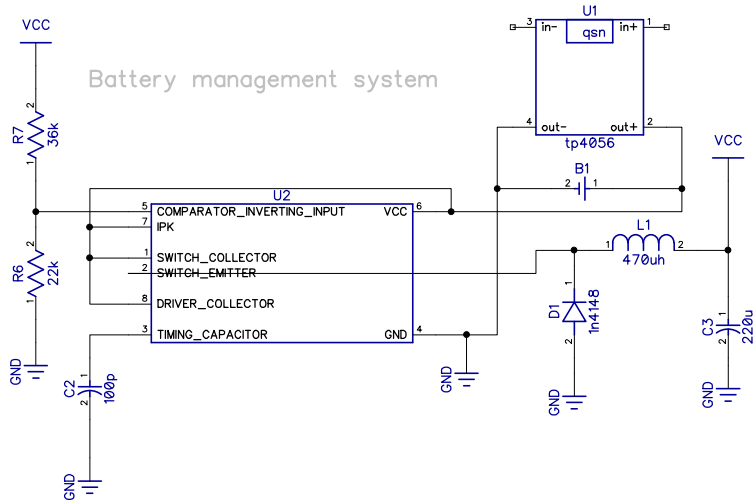 U1
VCC
3 in- qsn in+ 1
Battery management system
2
R7
36k
1
4 out- out+ 2
tp4056
VCC
B1
2 1
U2
5 COMPARATOR_INVERTING_INPUT VCC 6
7 IPK
1 SWITCH_COLLECTOR
2 SWITCH_EMITTER
8 DRIVER_COLLECTOR
3 TIMING_CAPACITOR GND 4
2
R6
22k
1
GND
L1
1 2
470uh
1
D1
1n4148
2
GND
1
C3
220u
2
GND
GND
1
C2
100p
2
GND